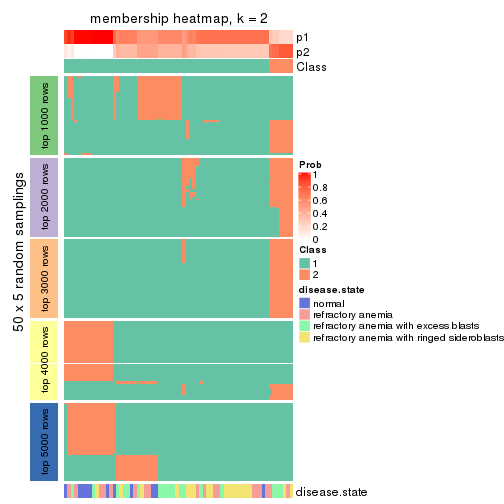 membership heatmap, k = 2
p1
p2
Class
50 x 5 random samplings
top 1000 rows
top 2000 rows
top 3000 rows
top 4000 rows
top 5000 rows
Prob
1
0.8
0.6
0.4
0.2
0
Class
1
2
disease.state
normal
refractory anemia
refractory anemia with excess blasts
refractory anemia with ringed sideroblasts
disease.state